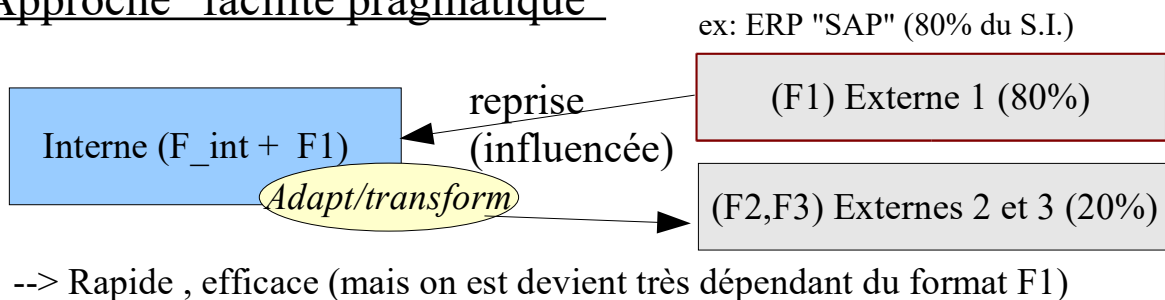 Approche "facilité pragmatique"
ex: ERP "SAP" (80% du S.I.)
(F1) Externe 1 (80%)
reprise
(influencée)
Interne (F_int + F1)
Adapt/transform
(F2,F3) Externes 2 et 3 (20%)
--> Rapide , efficace (mais on est devient très dépendant du format F1)